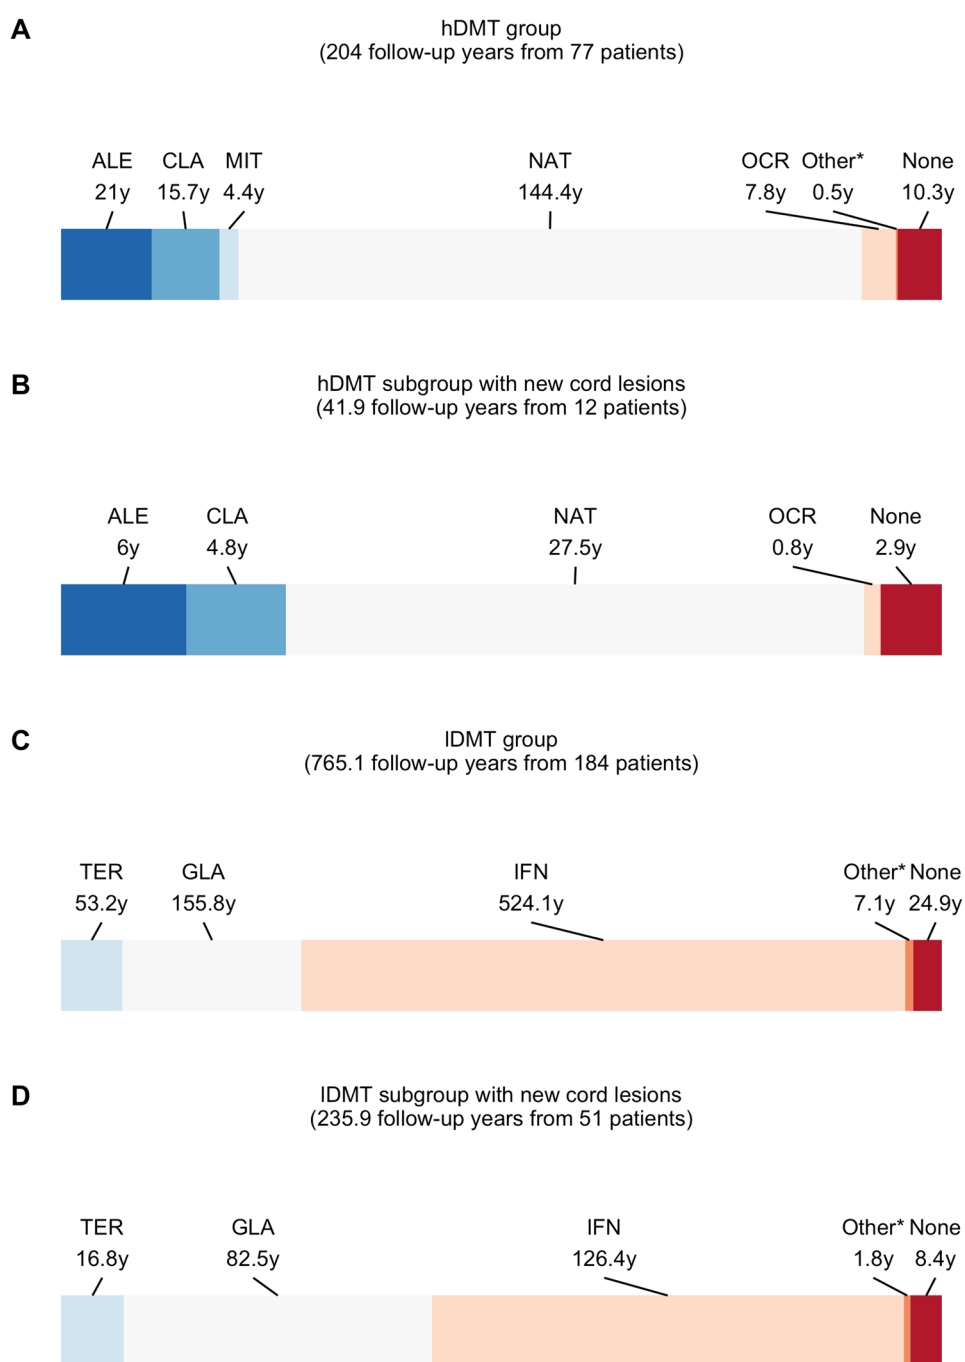 A
hDMT group
(204 follow-up years from 77 patients)
ALE CLA MIT NAT OCR Other* None
21y 15.7y 4.4y 144.4y 7.8y 0.5y 10.3y
B
hDMT subgroup with new cord lesions
(41.9 follow-up years from 12 patients)
ALE CLA NAT OCR None
6y 4.8y 27.5y 0.8y 2.9y
C
lDMT group
(765.1 follow-up years from 184 patients)
TER GLA IFN Other* None
53.2y 155.8y 524.1y 7.1y 24.9y
D
lDMT subgroup with new cord lesions
(235.9 follow-up years from 51 patients)
TER GLA IFN Other* None
16.8y 82.5y 126.4y 1.8y 8.4y